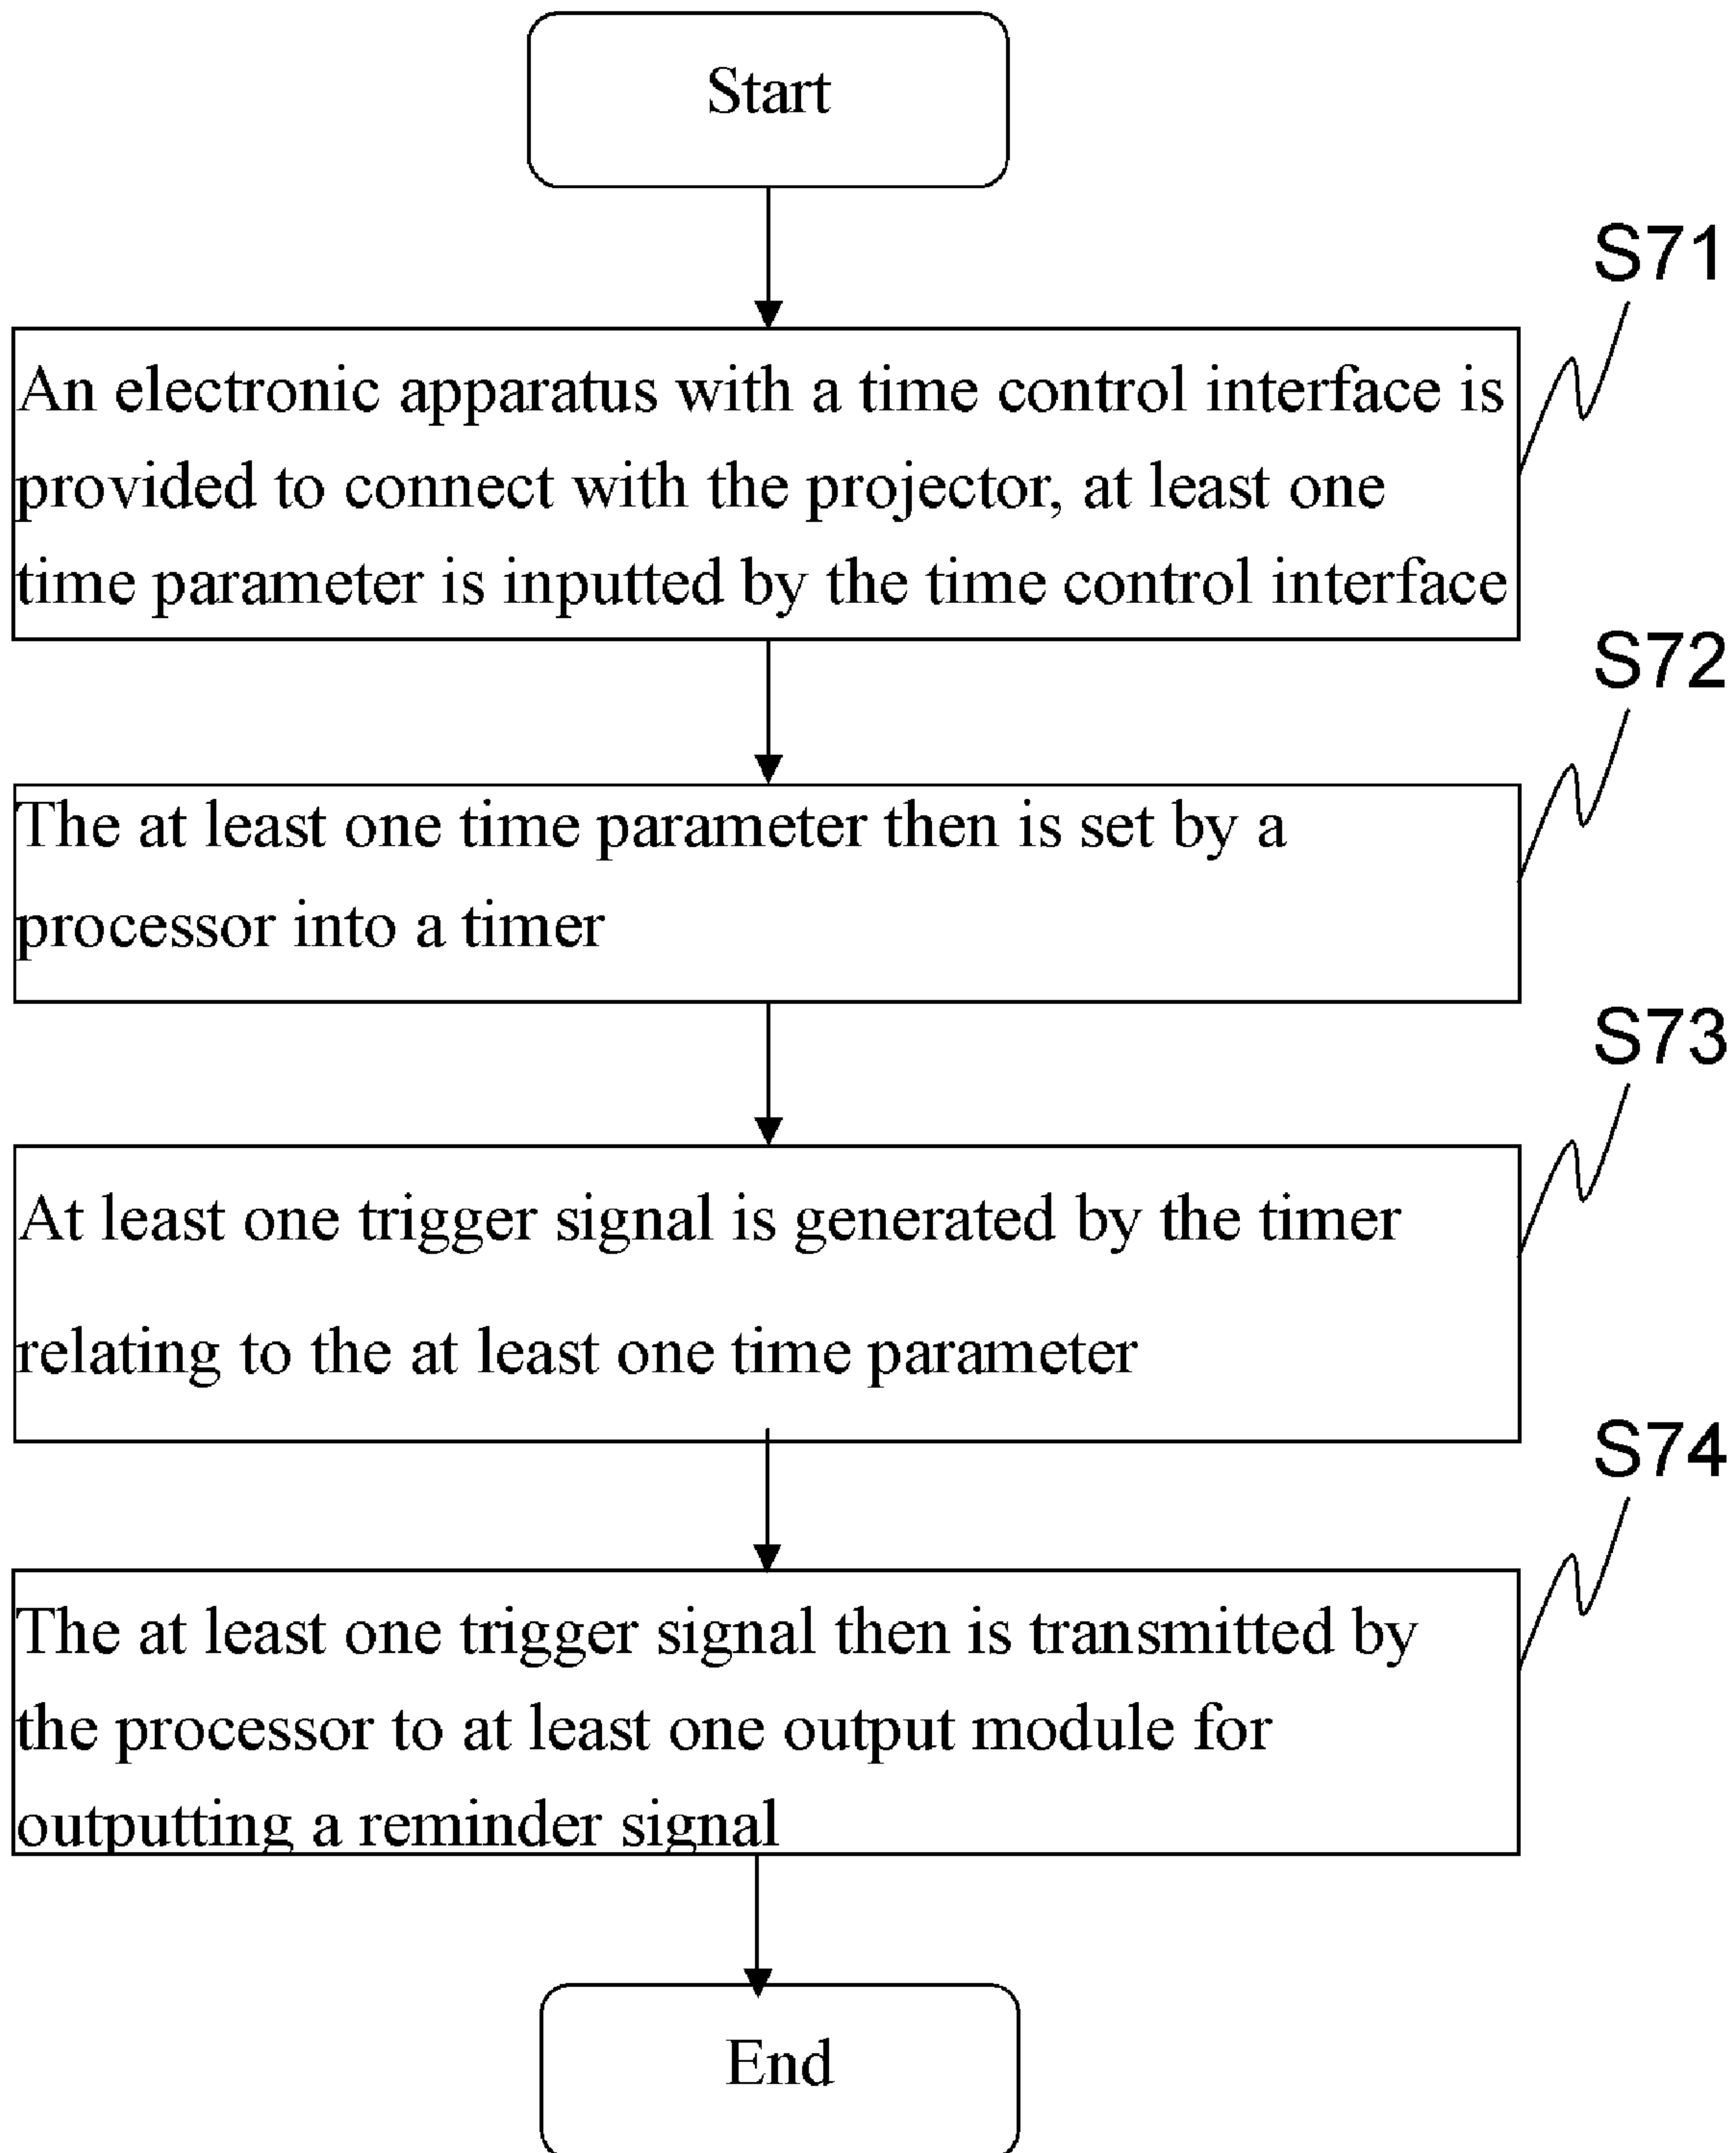 Start
S71
An electronic apparatus with a time control interface is
provided to connect with the projector, at least one
time parameter is inputted by the time control interface
S72
The at least one time parameter then is set by a
processor into a timer
S73
At least one trigger signal is generated by the timer
relating to the at least one time parameter
S74
The at least one trigger signal then is transmitted by
the processor to at least one output module for
outputting a reminder signal
End